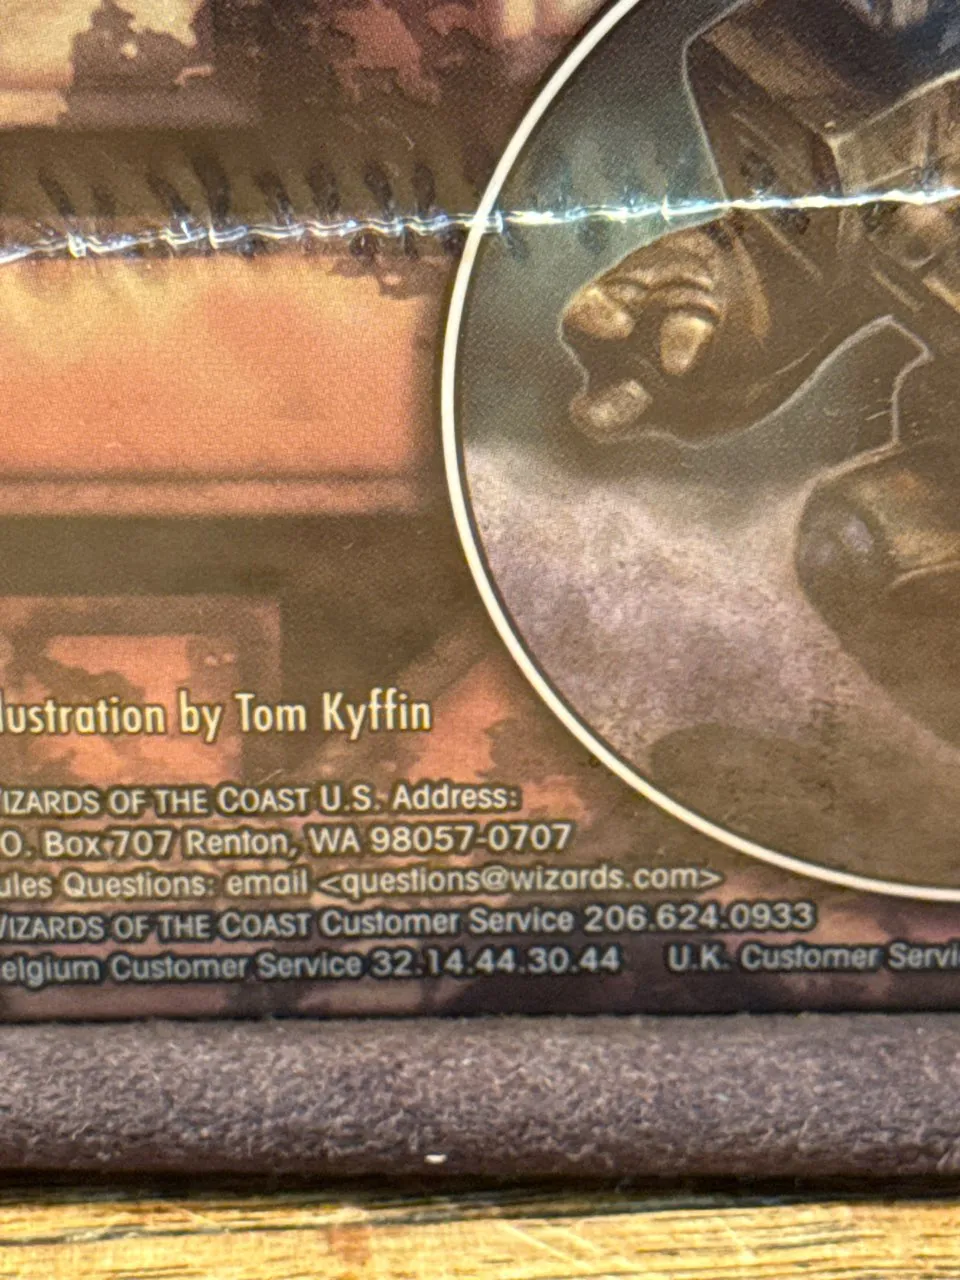 lustration by Tom Kyffin
IZARDS OF THE COAST U.S. Address:
O. Box 707 Renton, WA 98057-0707
ules Questions: email <questions@wizards.com>
WIZARDS OF THE COAST Customer Service 206.624.0933
elgium Customer Service 32.14.44.30.44 U.K. Customer Servi